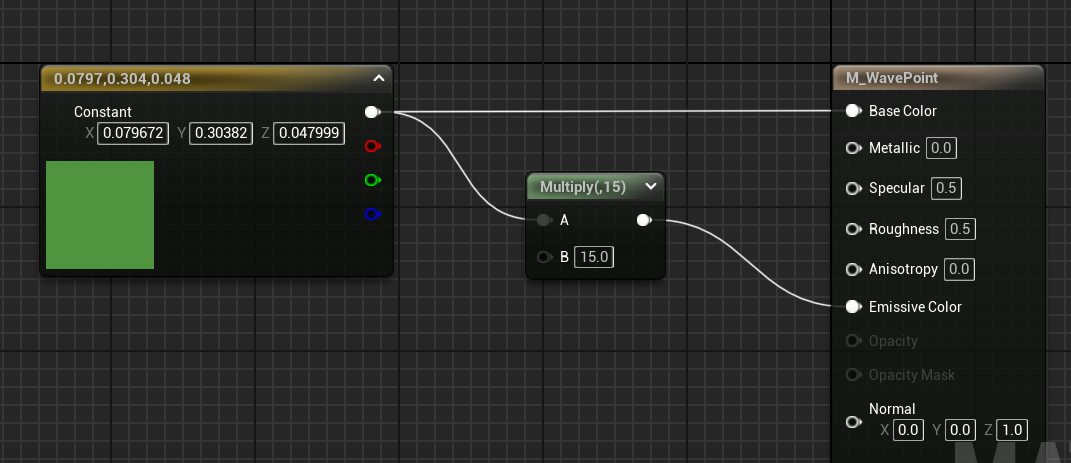 0.0797,0.304,0.048
Constant
X 0.079672 Y 0.30382 Z 0.047999
Multiply(,15)
A
B 15.0
M_WavePoint
Base Color
Metallic 0.0
Specular 0.5
Roughness 0.5
Anisotropy 0.0
Emissive Color
Opacity
Opacity Mask
Normal
X 0.0 Y 0.0 Z 1.0